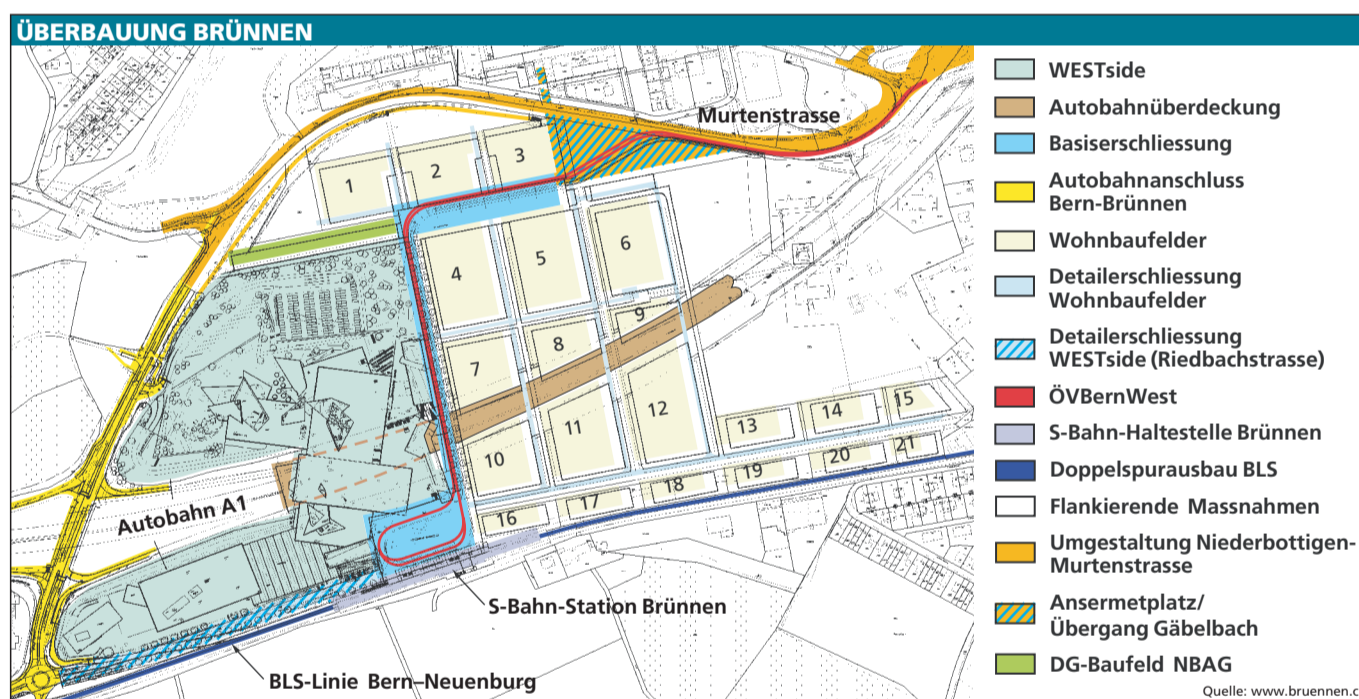 ÜBERBAUUNG BRÜNNEN
Murtenstrasse
1
2
3
4
5
6
7
8
9
10
11
12
13
14
15
16
17
18
19
20
21
Autobahn A1
S-Bahn-Station Brünnen
BLS-Linie Bern–Neuenburg
WESTside
Autobahnüberdeckung
Basiserschliessung
Autobahnanschluss
Bern-Brünnen
Wohnbaufelder
Detailerschliessung
Wohnbaufelder
Detailerschliessung
WESTside (Riedbachstrasse)
ÖVBernWest
S-Bahn-Haltestelle Brünnen
Doppelspurausbau BLS
Flankierende Massnahmen
Umgestaltung Niederbottigen-
Murtenstrasse
Ansermetplatz/
Übergang Gäbelbach
DG-Baufeld NBAG
Quelle: www.bruennen.c